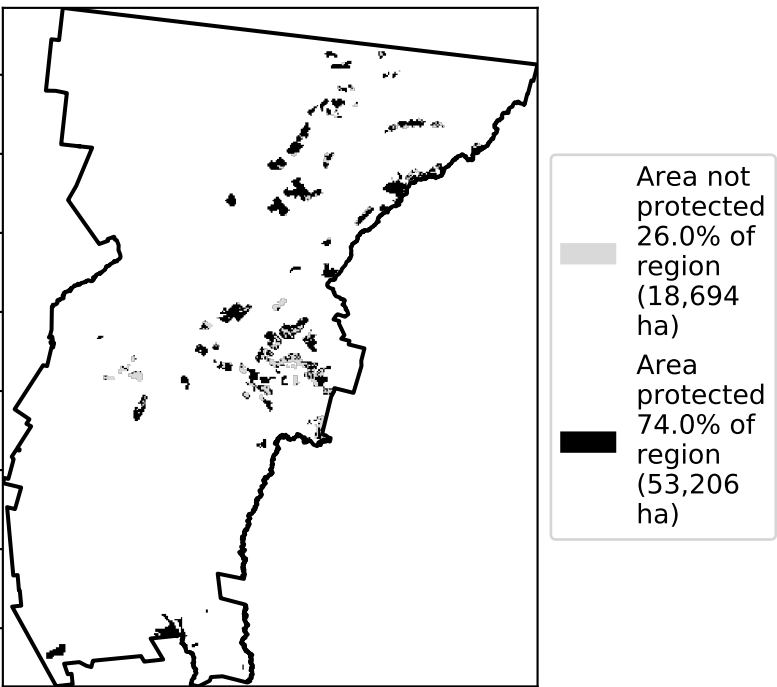 Area not
protected
26.0% of
region
(18,694
ha)
Area
protected
74.0% of
region
(53,206
ha)